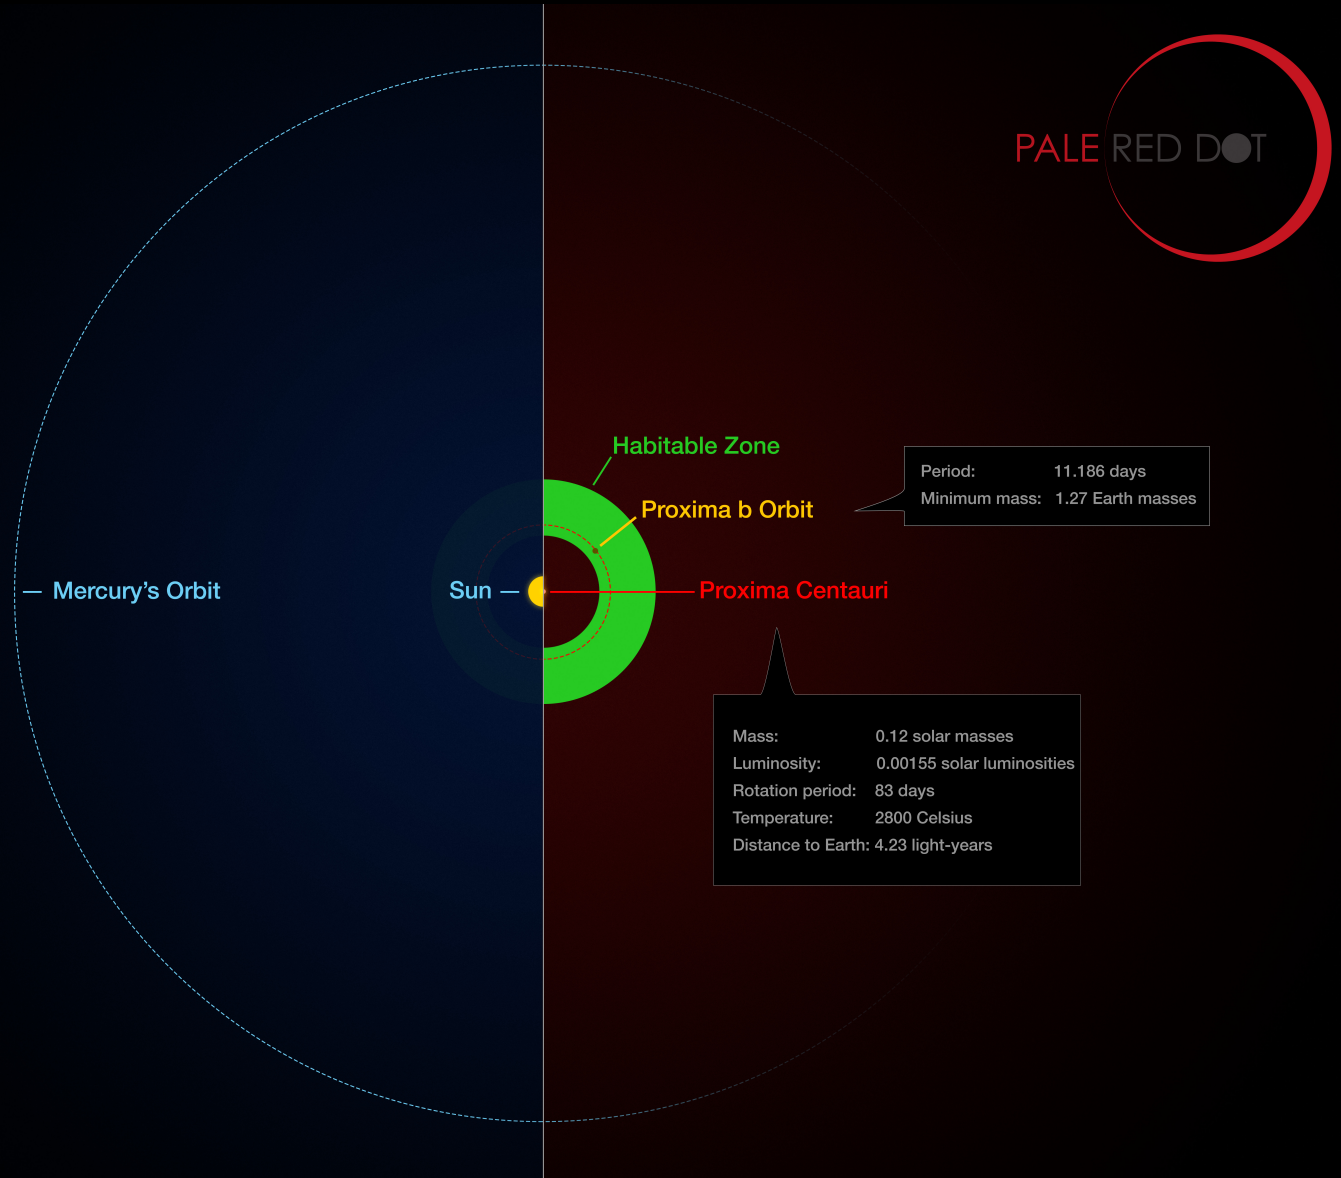 PALE RED DOT
Habitable Zone
Proxima b Orbit
Period: 11.186 days
Minimum mass: 1.27 Earth masses
Mercury’s Orbit
Sun
Proxima Centauri
Mass: 0.12 solar masses
Luminosity: 0.00155 solar luminosities
Rotation period: 83 days
Temperature: 2800 Celsius
Distance to Earth: 4.23 light-years